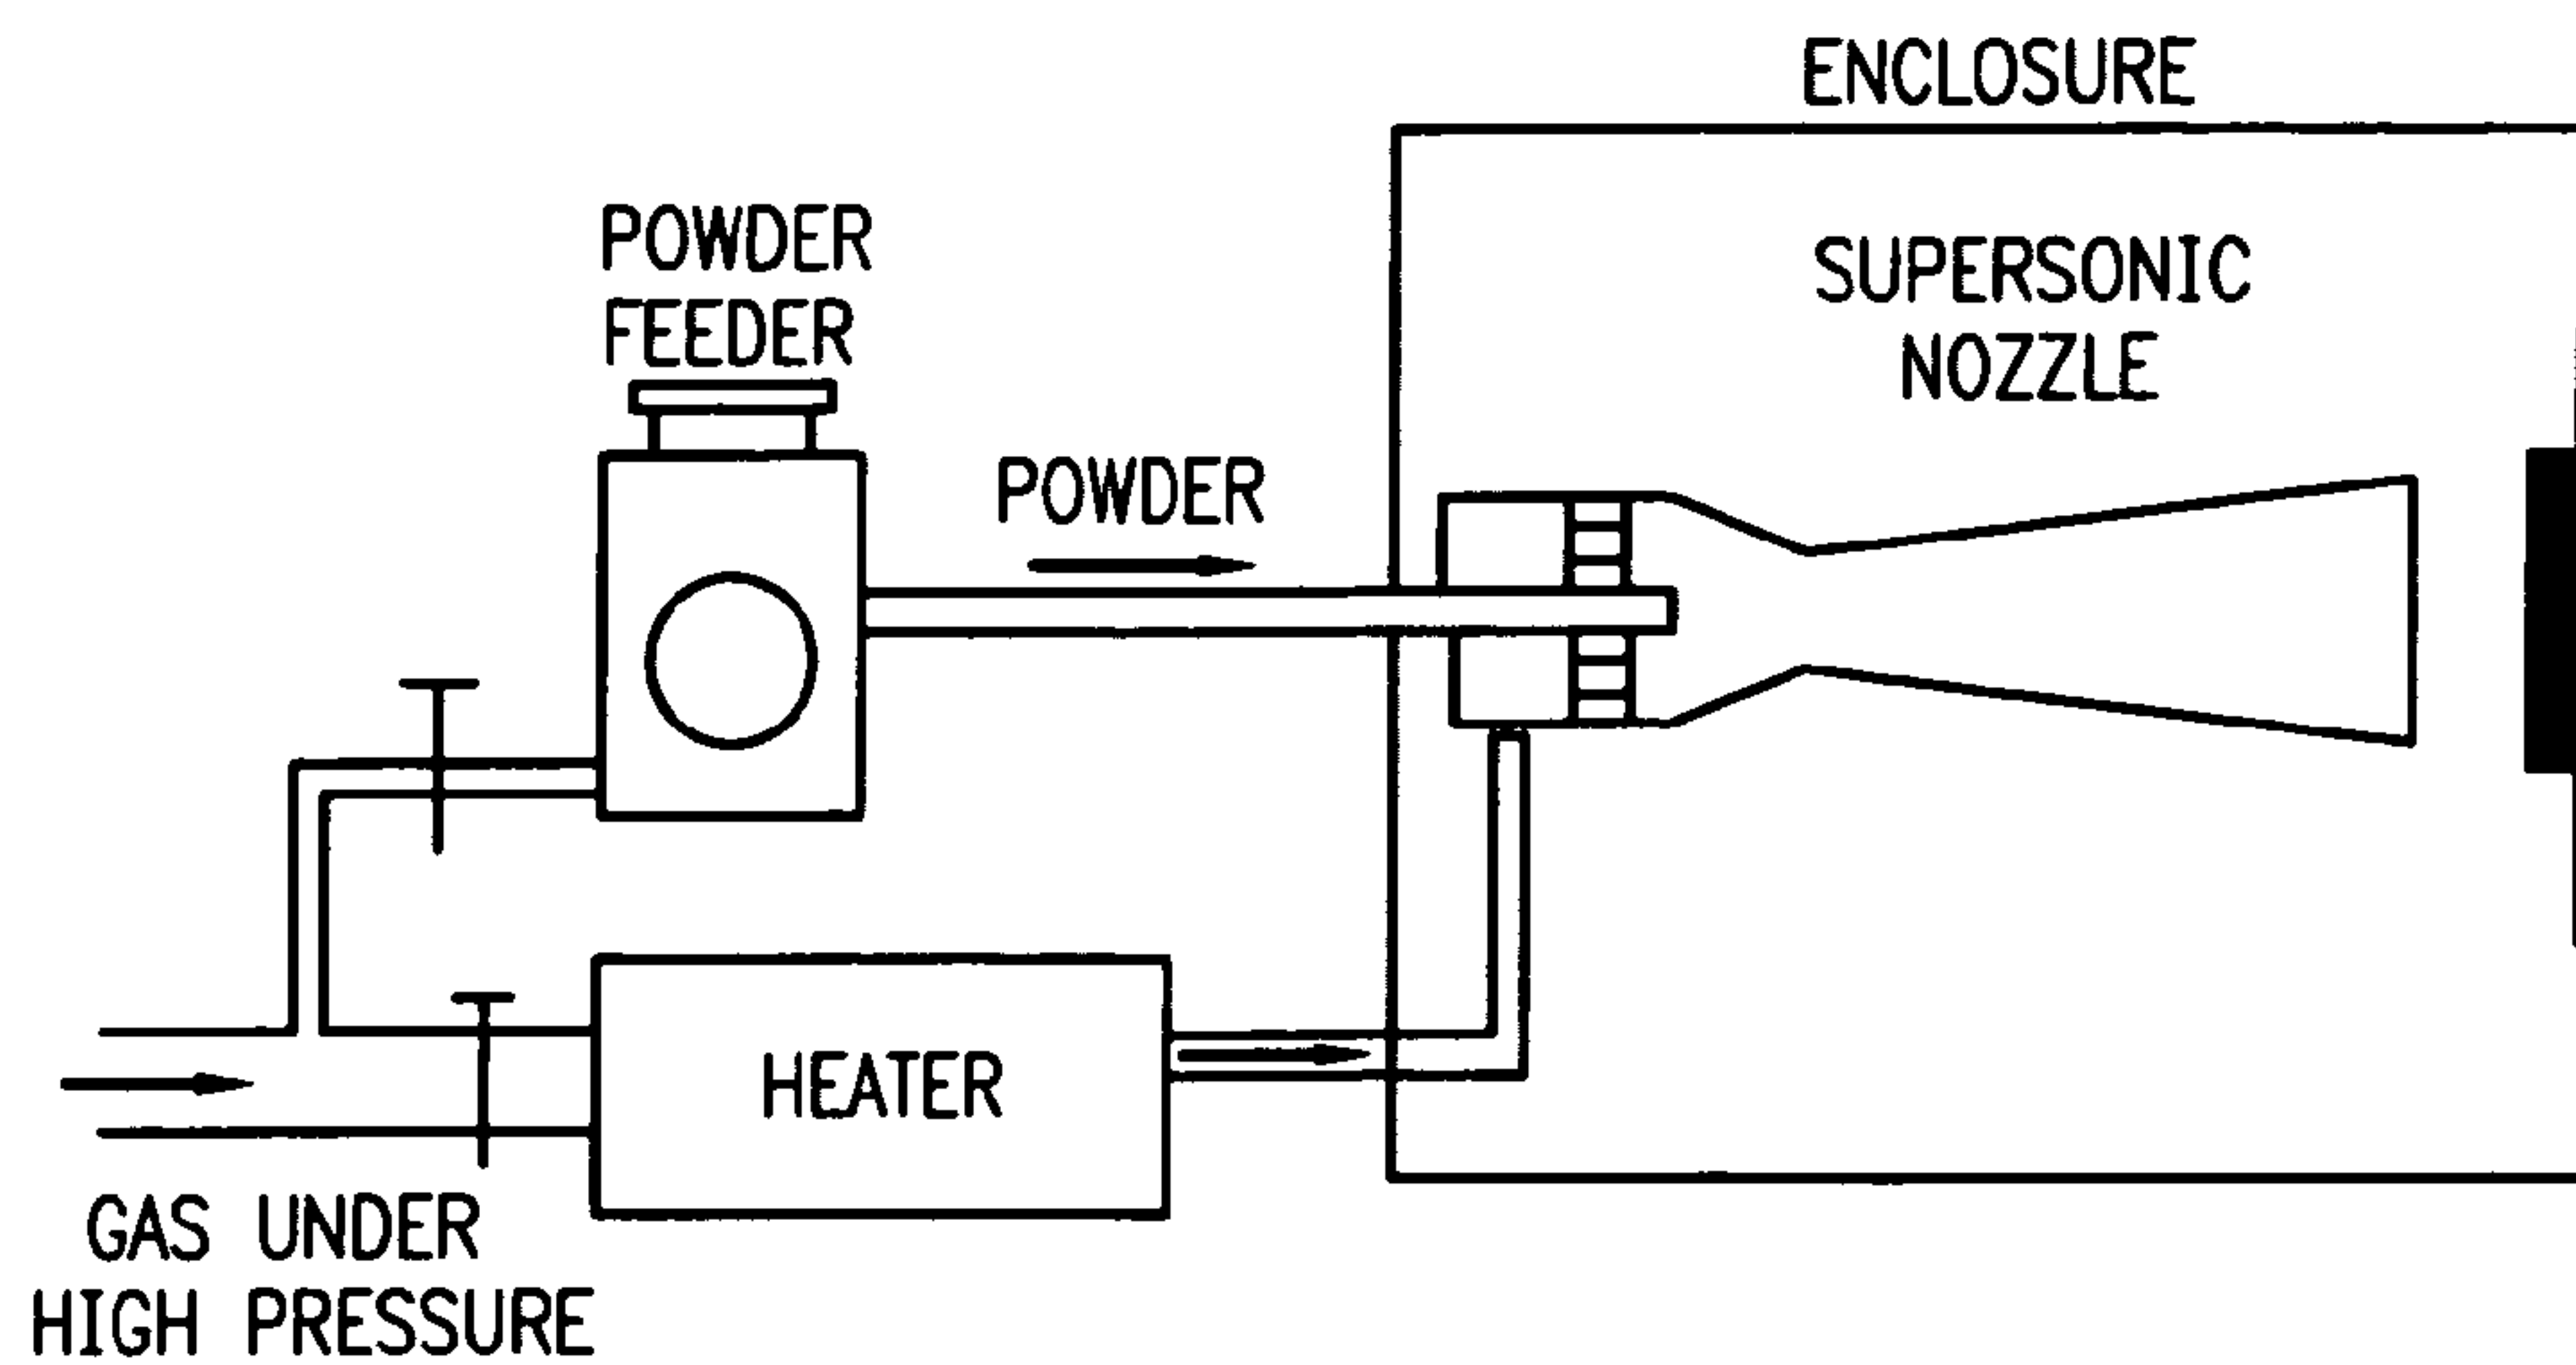 ENCLOSURE
POWDER
FEEDER
SUPERSONIC
NOZZLE
POWDER
HEATER
GAS UNDER
HIGH PRESSURE